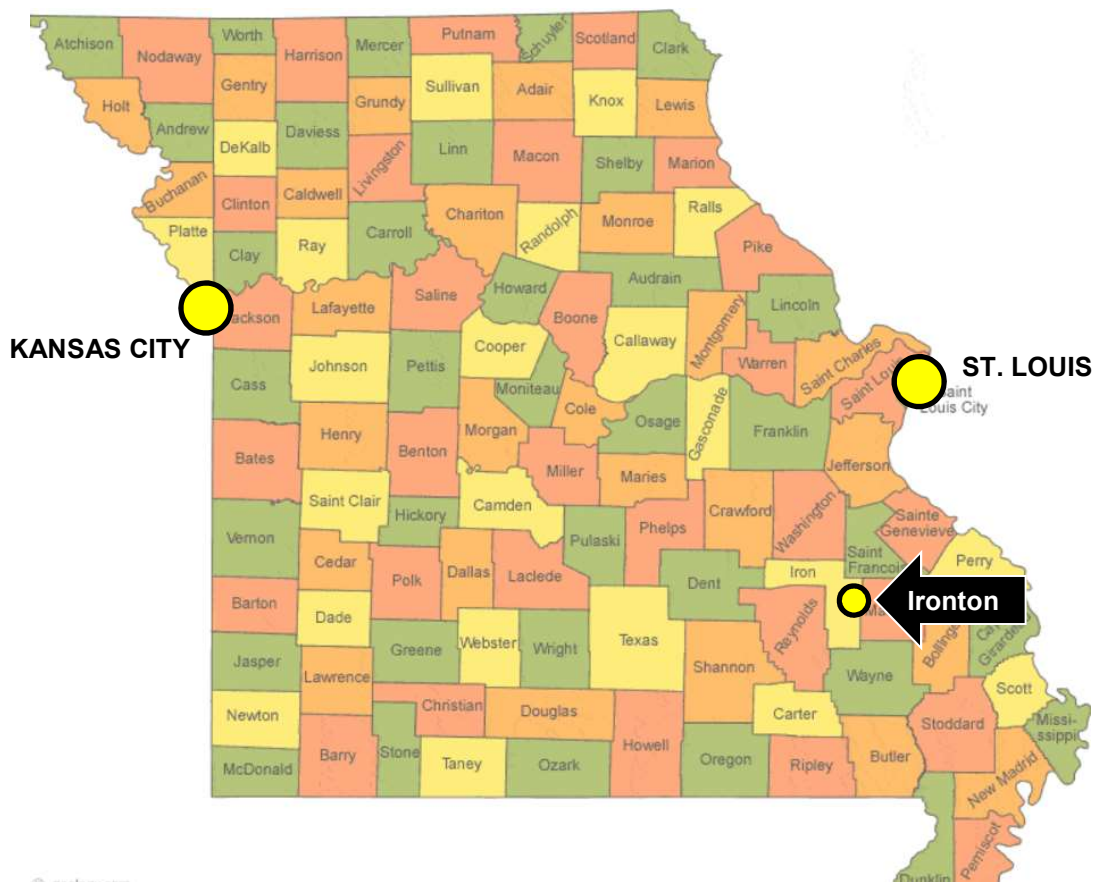 Atchison
Nodaway
Worth
Harrison
Mercer
Putnam
Schuyler
Scotland
Clark
Holt
Gentry
Sullivan
Adair
Knox
Lewis
Grundy
Andrew
DeKalb
Daviess
Linn
Macon
Shelby
Marion
Livingston
Buchanan
Clinton
Caldwell
Chariton
Randolph
Monroe
Ralls
Platte
Clay
Ray
Carroll
Pike
Audrain
Saline
Howard
Lincoln
Jackson
Lafayette
Boone
Montgomery
KANSAS CITY
Johnson
Cooper
Callaway
Warren
Saint Charles
Saint Louis
ST. LOUIS
Saint
Louis City
Cass
Pettis
Moniteau
Cole
Osage
Gasconade
Franklin
Henry
Morgan
Bates
Benton
Miller
Maries
Jefferson
Saint Clair
Hickory
Camden
Pulaski
Phelps
Crawford
Washington
Sainte
Genevieve
Vernon
Saint
Francois
Perry
Cedar
Polk
Dallas
Laclede
Dent
Iron
Ironton
Barton
Dade
Reynolds
Ma
Webster
Wright
Texas
Greene
Jasper
Bollinger
Cape
Girardeau
Shannon
Wayne
Lawrence
Scott
Newton
Christian
Douglas
Carter
Stoddard
Missi-
ssippi
Barry
Stone
Howell
Butler
McDonald
Taney
Ozark
Oregon
Ripley
New Madrid
Pemiscot
Dunklin